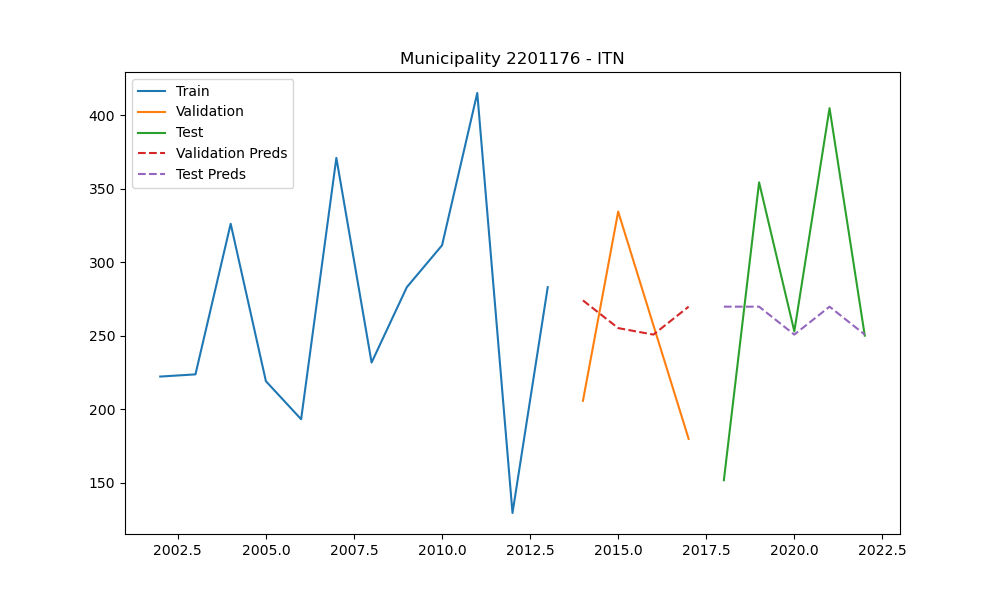 Municipality 2201176 - ITN
Train
Validation
Test
Validation Preds
Test Preds
400
350
300
250
200
150
2002.5 2005.0 2007.5 2010.0 2012.5 2015.0 2017.5 2020.0 2022.5